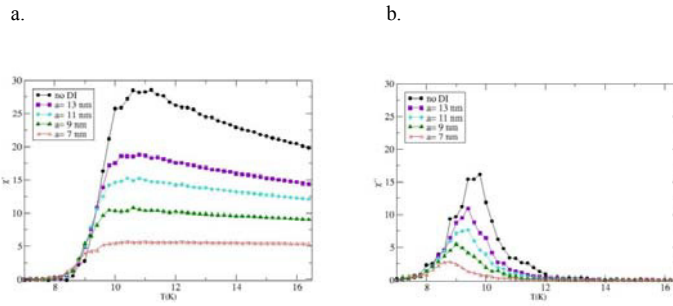 a.
b.
30
25
20
15
10
5
0
χ'
no DI
a= 13 nm
a= 11 nm
a= 9 nm
a= 7 nm
8
10
12
14
16
T(K)
30
25
20
15
10
5
0
χ''
no DI
a= 13 nm
a= 11 nm
a= 9 nm
a= 7 nm
8
10
12
14
16
T(K)